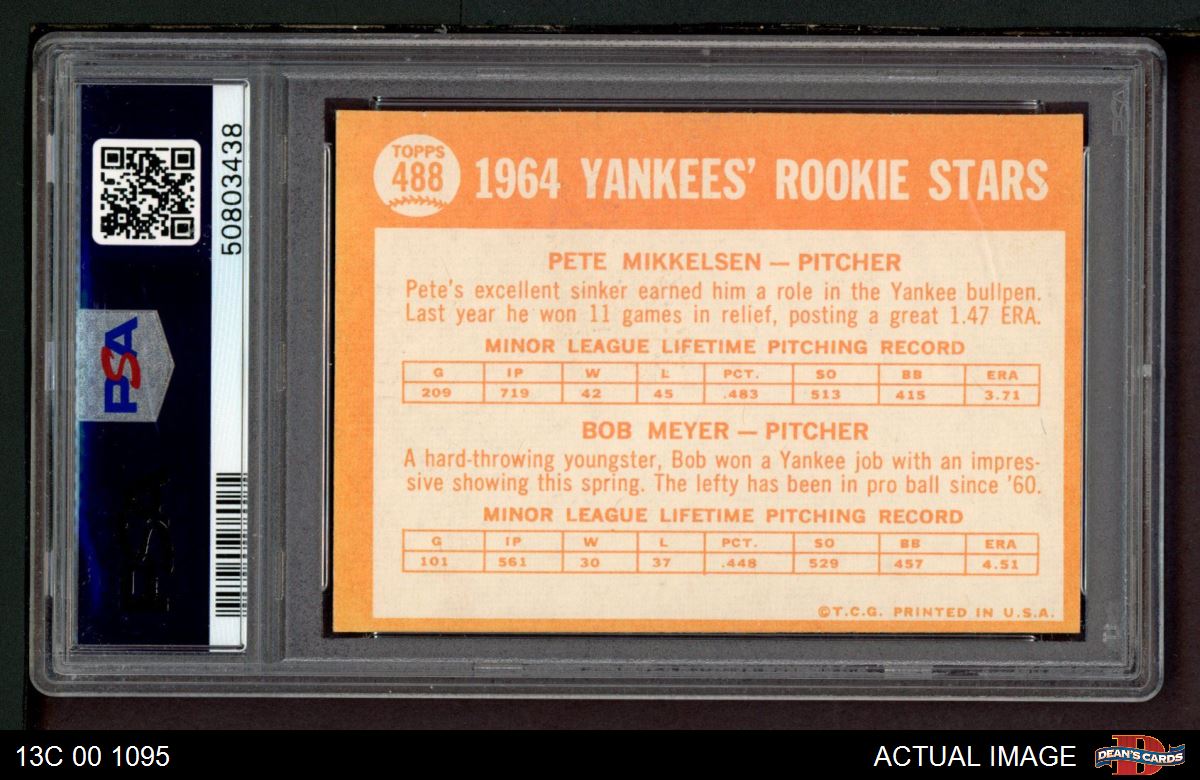 50803438
PSA
TOPPS
488
1964 YANKEES' ROOKIE STARS
PETE MIKKELSEN — PITCHER
Pete's excellent sinker earned him a role in the Yankee bullpen.
Last year he won 11 games in relief, posting a great 1.47 ERA.
MINOR LEAGUE LIFETIME PITCHING RECORD
G IP W L PCT. SO BB ERA
209 719 42 45 .483 513 415 3.71
BOB MEYER — PITCHER
A hard-throwing youngster, Bob won a Yankee job with an impres-
sive showing this spring. The lefty has been in pro ball since '60.
MINOR LEAGUE LIFETIME PITCHING RECORD
G IP W L PCT. SO BB ERA
101 561 30 37 .448 529 457 4.51
©T.C.G. PRINTED IN U.S.A.
13C 00 1095
ACTUAL IMAGE
D
DEAN'S CARDS